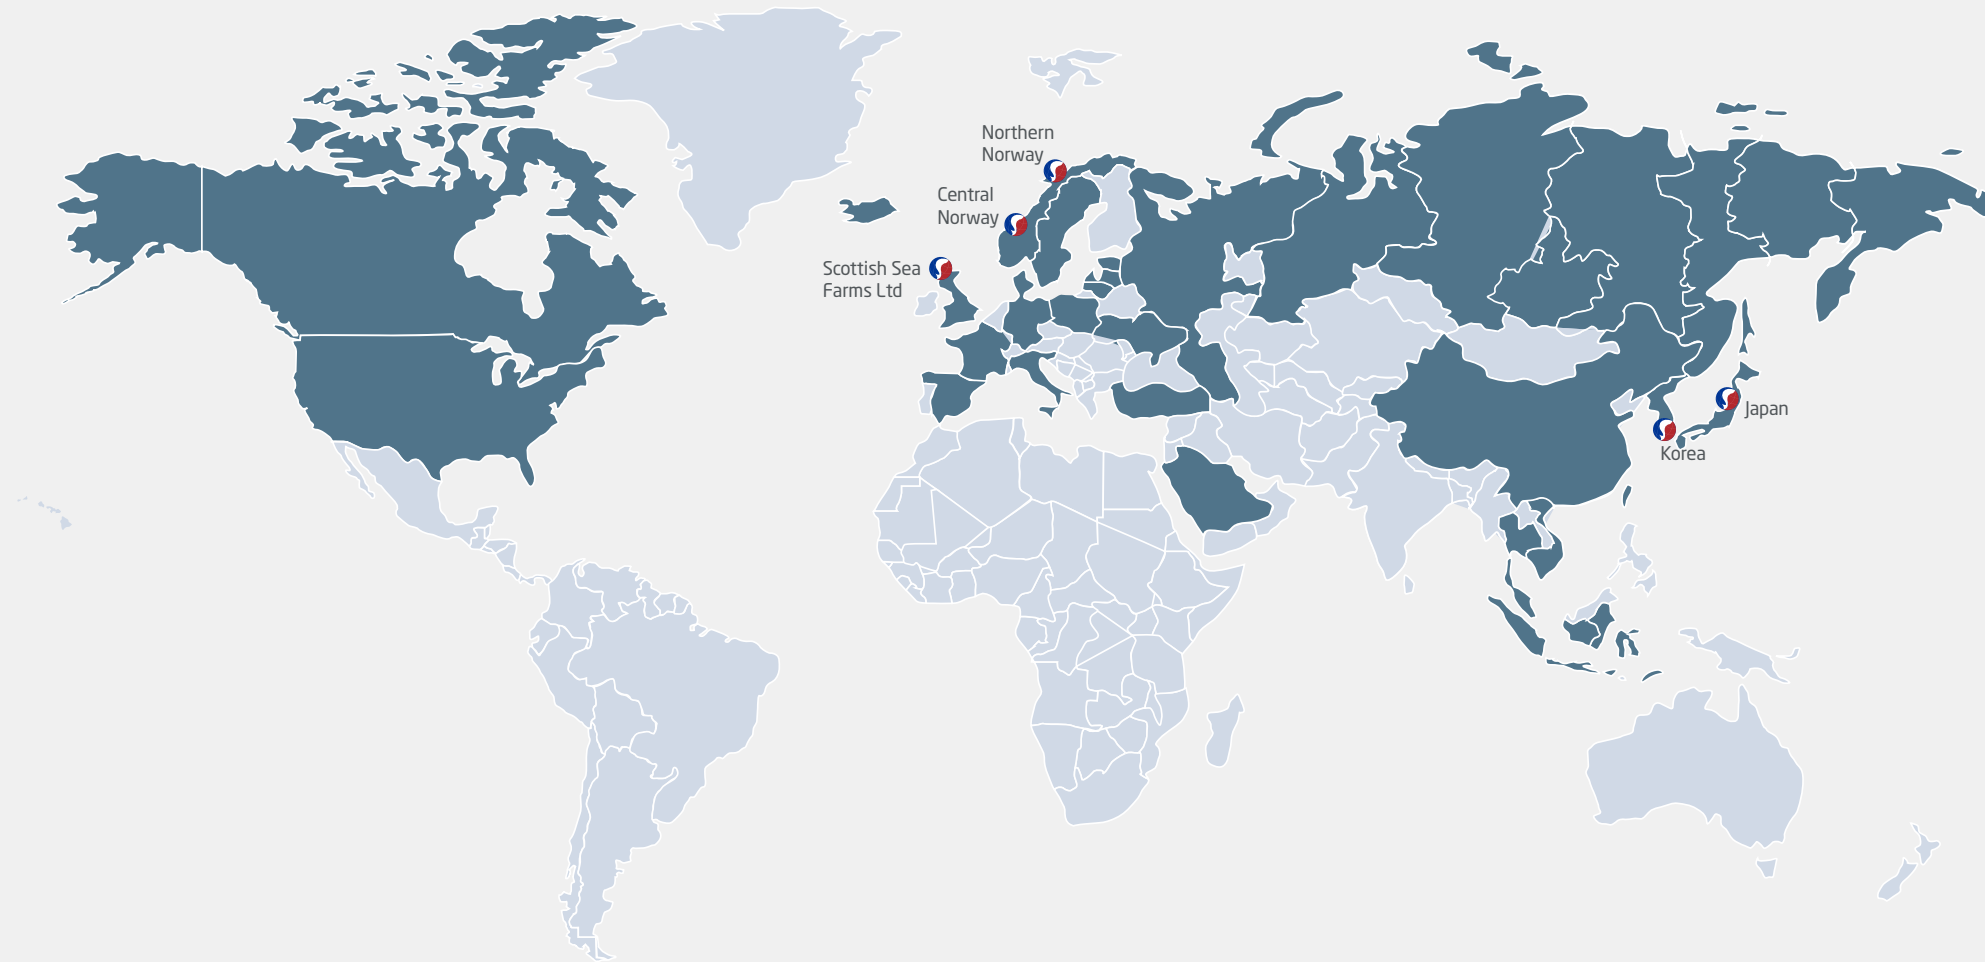 Northern
Norway
Central
Norway
Scottish Sea
Farms Ltd
Japan
Korea